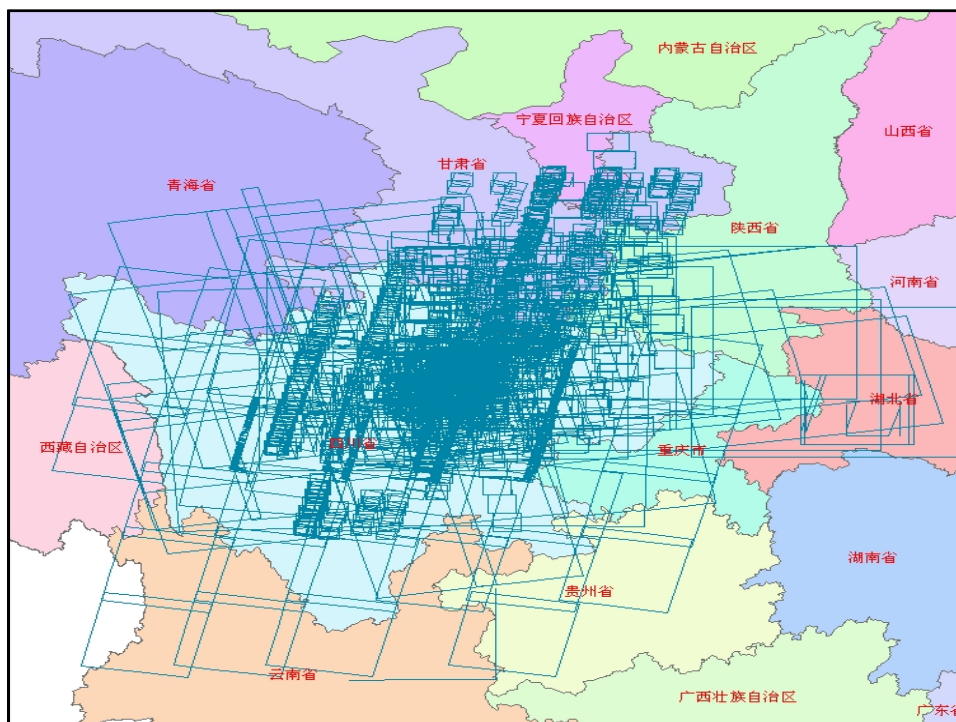 内蒙古自治区
宁夏回族自治区
山西省
甘肃省
青海省
陕西省
河南省
湖北省
西藏自治区
四川省
重庆市
湖南省
贵州省
云南省
广西壮族自治区
广东省